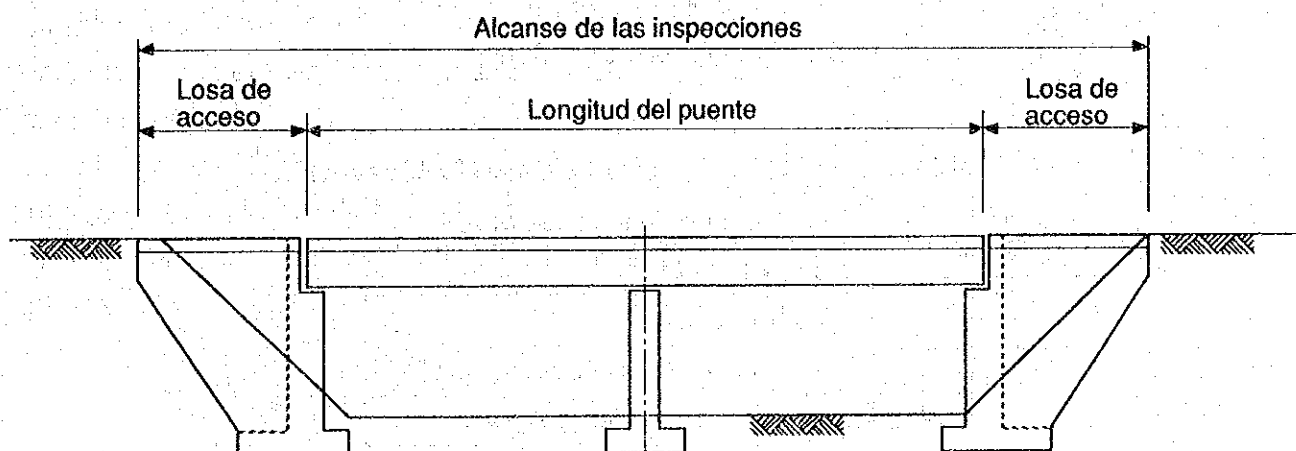 Alcanse de las inspecciones
Losa de
acceso
Longitud del puente
Losa de
acceso